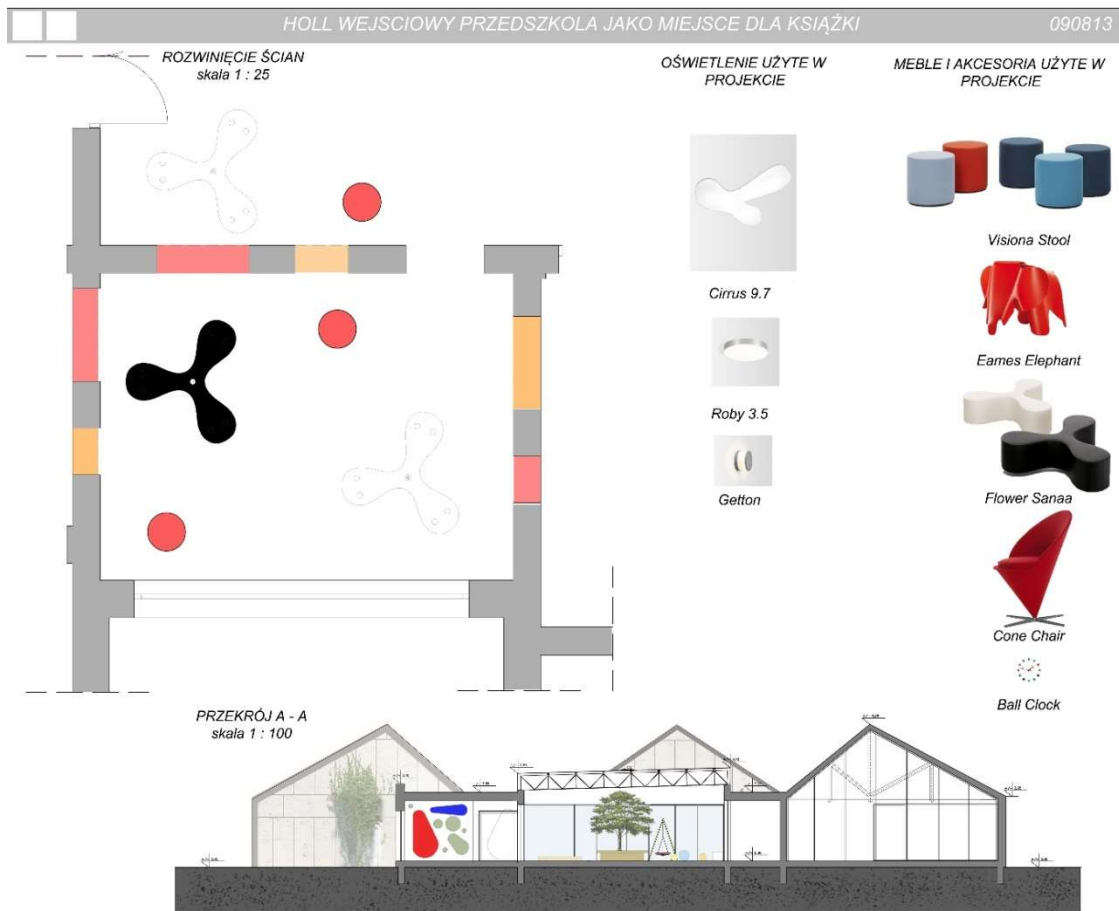 HOLL WEJSCIOWY PRZEDSZKOLA JAKO MIEJSCE DLA KSIĄŻKI
090813
ROZWINIĘCIE ŚCIAN
skala 1 : 25
OŚWIETLENIE UŻYTE W
PROJEKCIE
Cirrus 9.7
Roby 3.5
Getton
MEBLE I AKCESORIA UŻYTE W
PROJEKCIE
Visiona Stool
Eames Elephant
Flower Sanaa
Cone Chair
Ball Clock
PRZEKRÓJ A - A
skala 1 : 100